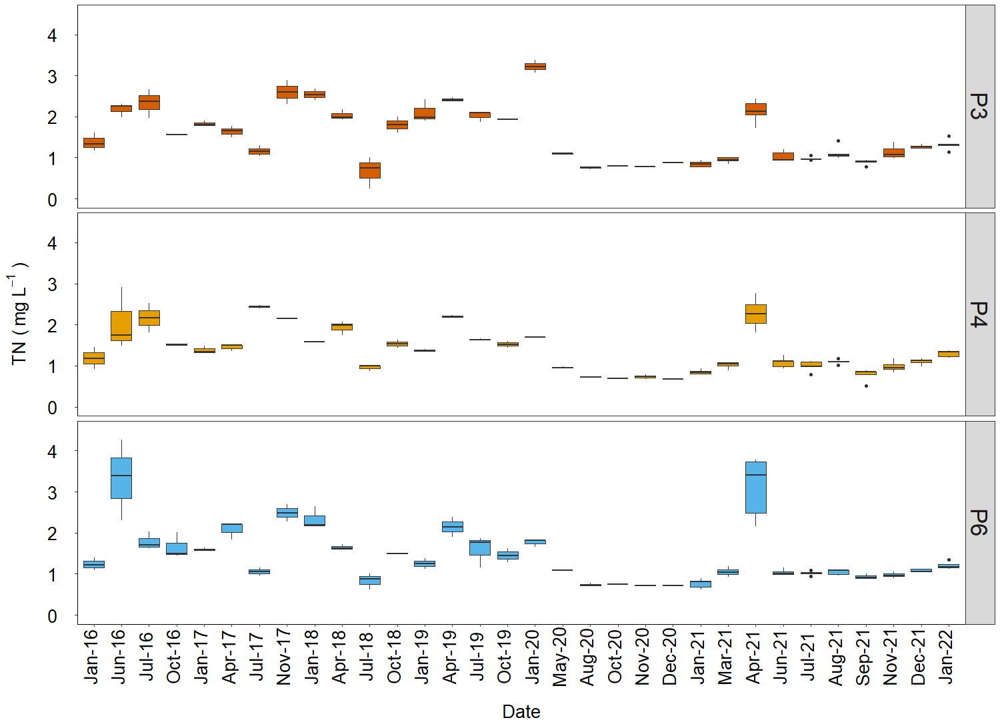 4
3
2
1
0
P3
4
3
2
1
0
P4
4
3
2
1
0
P6
TN ( mg L⁻¹ )
Jan-16
Jun-16
Jul-16
Oct-16
Jan-17
Apr-17
Jul-17
Nov-17
Jan-18
Apr-18
Jul-18
Oct-18
Jan-19
Apr-19
Jul-19
Oct-19
Jan-20
May-20
Aug-20
Oct-20
Nov-20
Dec-20
Jan-21
Mar-21
Apr-21
Jun-21
Jul-21
Aug-21
Sep-21
Nov-21
Dec-21
Jan-22
Date